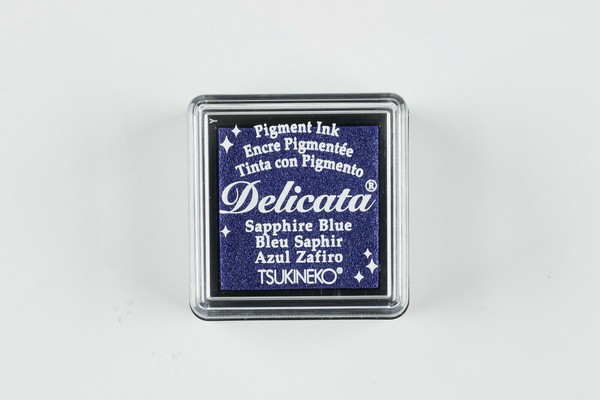 Y
Pigment Ink
Encre Pigmentée
Tinta con Pigmento
Delicata®
Sapphire Blue
Bleu Saphir
Azul Zafiro
TSUKINEKO®